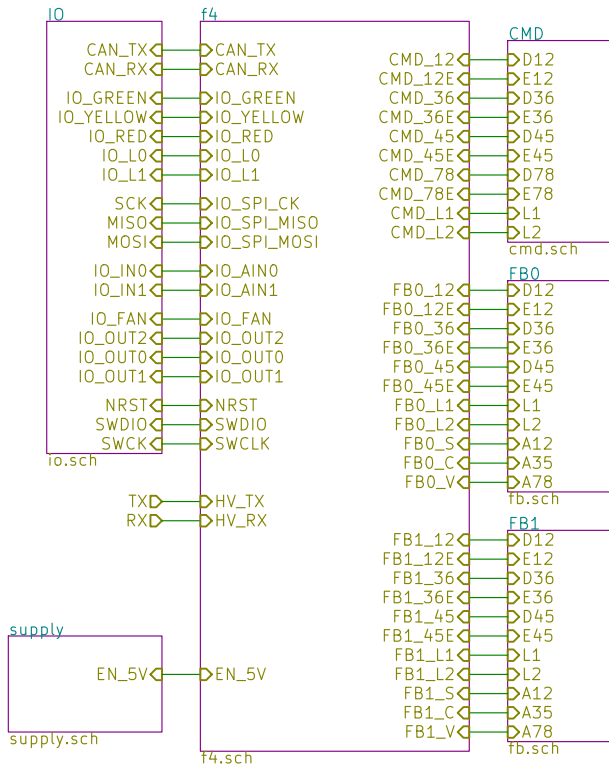 IO
CAN_TX
CAN_RX
IO_GREEN
IO_YELLOW
IO_RED
IO_L0
IO_L1
SCK
MISO
MOSI
IO_IN0
IO_IN1
IO_FAN
IO_OUT2
IO_OUT0
IO_OUT1
NRST
SWDIO
SWCK
io.sch
TX
RX
supply
EN_5V
supply.sch
f4
CAN_TX
CAN_RX
IO_GREEN
IO_YELLOW
IO_RED
IO_L0
IO_L1
IO_SPI_CK
IO_SPI_MISO
IO_SPI_MOSI
IO_AIN0
IO_AIN1
IO_FAN
IO_OUT2
IO_OUT0
IO_OUT1
NRST
SWDIO
SWCLK
HV_TX
HV_RX
EN_5V
CMD_12
CMD_12E
CMD_36
CMD_36E
CMD_45
CMD_45E
CMD_78
CMD_78E
CMD_L1
CMD_L2
FB0_12
FB0_12E
FB0_36
FB0_36E
FB0_45
FB0_45E
FB0_L1
FB0_L2
FB0_S
FB0_C
FB0_V
FB1_12
FB1_12E
FB1_36
FB1_36E
FB1_45
FB1_45E
FB1_L1
FB1_L2
FB1_S
FB1_C
FB1_V
f4.sch
CMD
D12
E12
D36
E36
D45
E45
D78
E78
L1
L2
cmd.sch
FB0
D12
E12
D36
E36
D45
E45
L1
L2
A12
A35
A78
fb.sch
FB1
D12
E12
D36
E36
D45
E45
L1
L2
A12
A35
A78
fb.sch